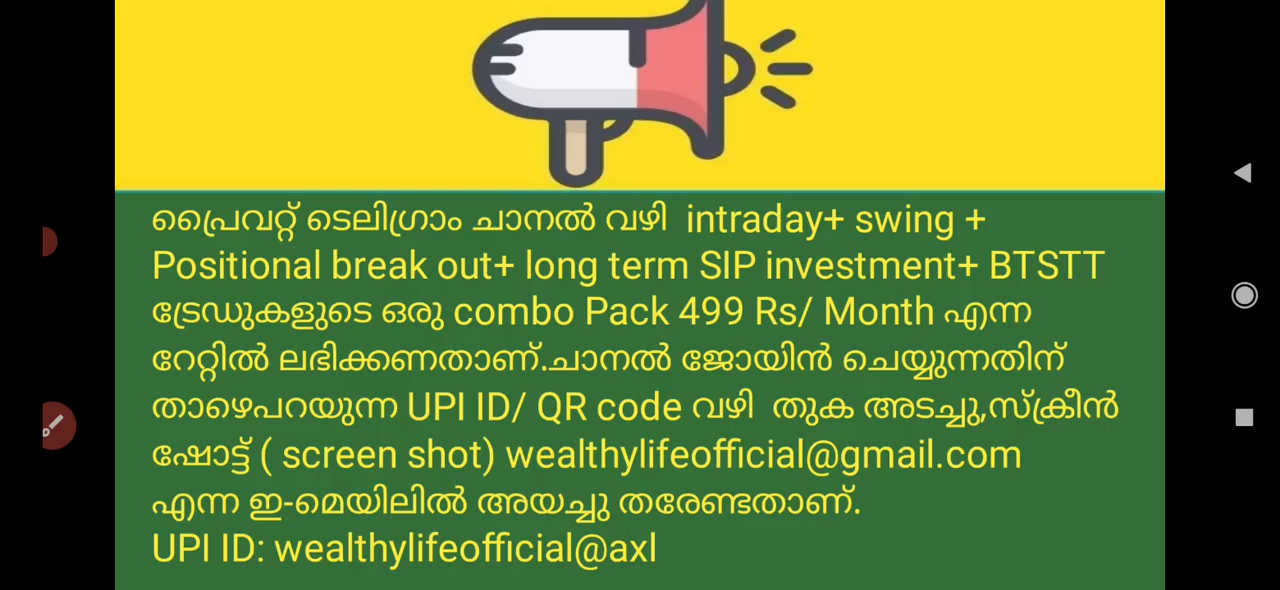 പ്രൈവറ്റ് ടെലിഗ്രാം ചാനൽ വഴി intraday+ swing +
Positional break out+ long term SIP investment+ BTSTT
ട്രേഡുകളുടെ ഒരു combo Pack 499 Rs/ Month എന്ന
റേറ്റിൽ ലഭിക്കണതാണ്.ചാനൽ ജോയിൻ ചെയ്യുന്നതിന്
താഴെപറയുന്ന UPI ID/ QR code വഴി തുക അടച്ചു,സ്ക്രീൻ
ഷോട്ട് ( screen shot) wealthylifeofficial@gmail.com
എന്ന ഇ-മെയിലിൽ അയച്ചു തരേണ്ടതാണ്.
UPI ID: wealthylifeofficial@axl